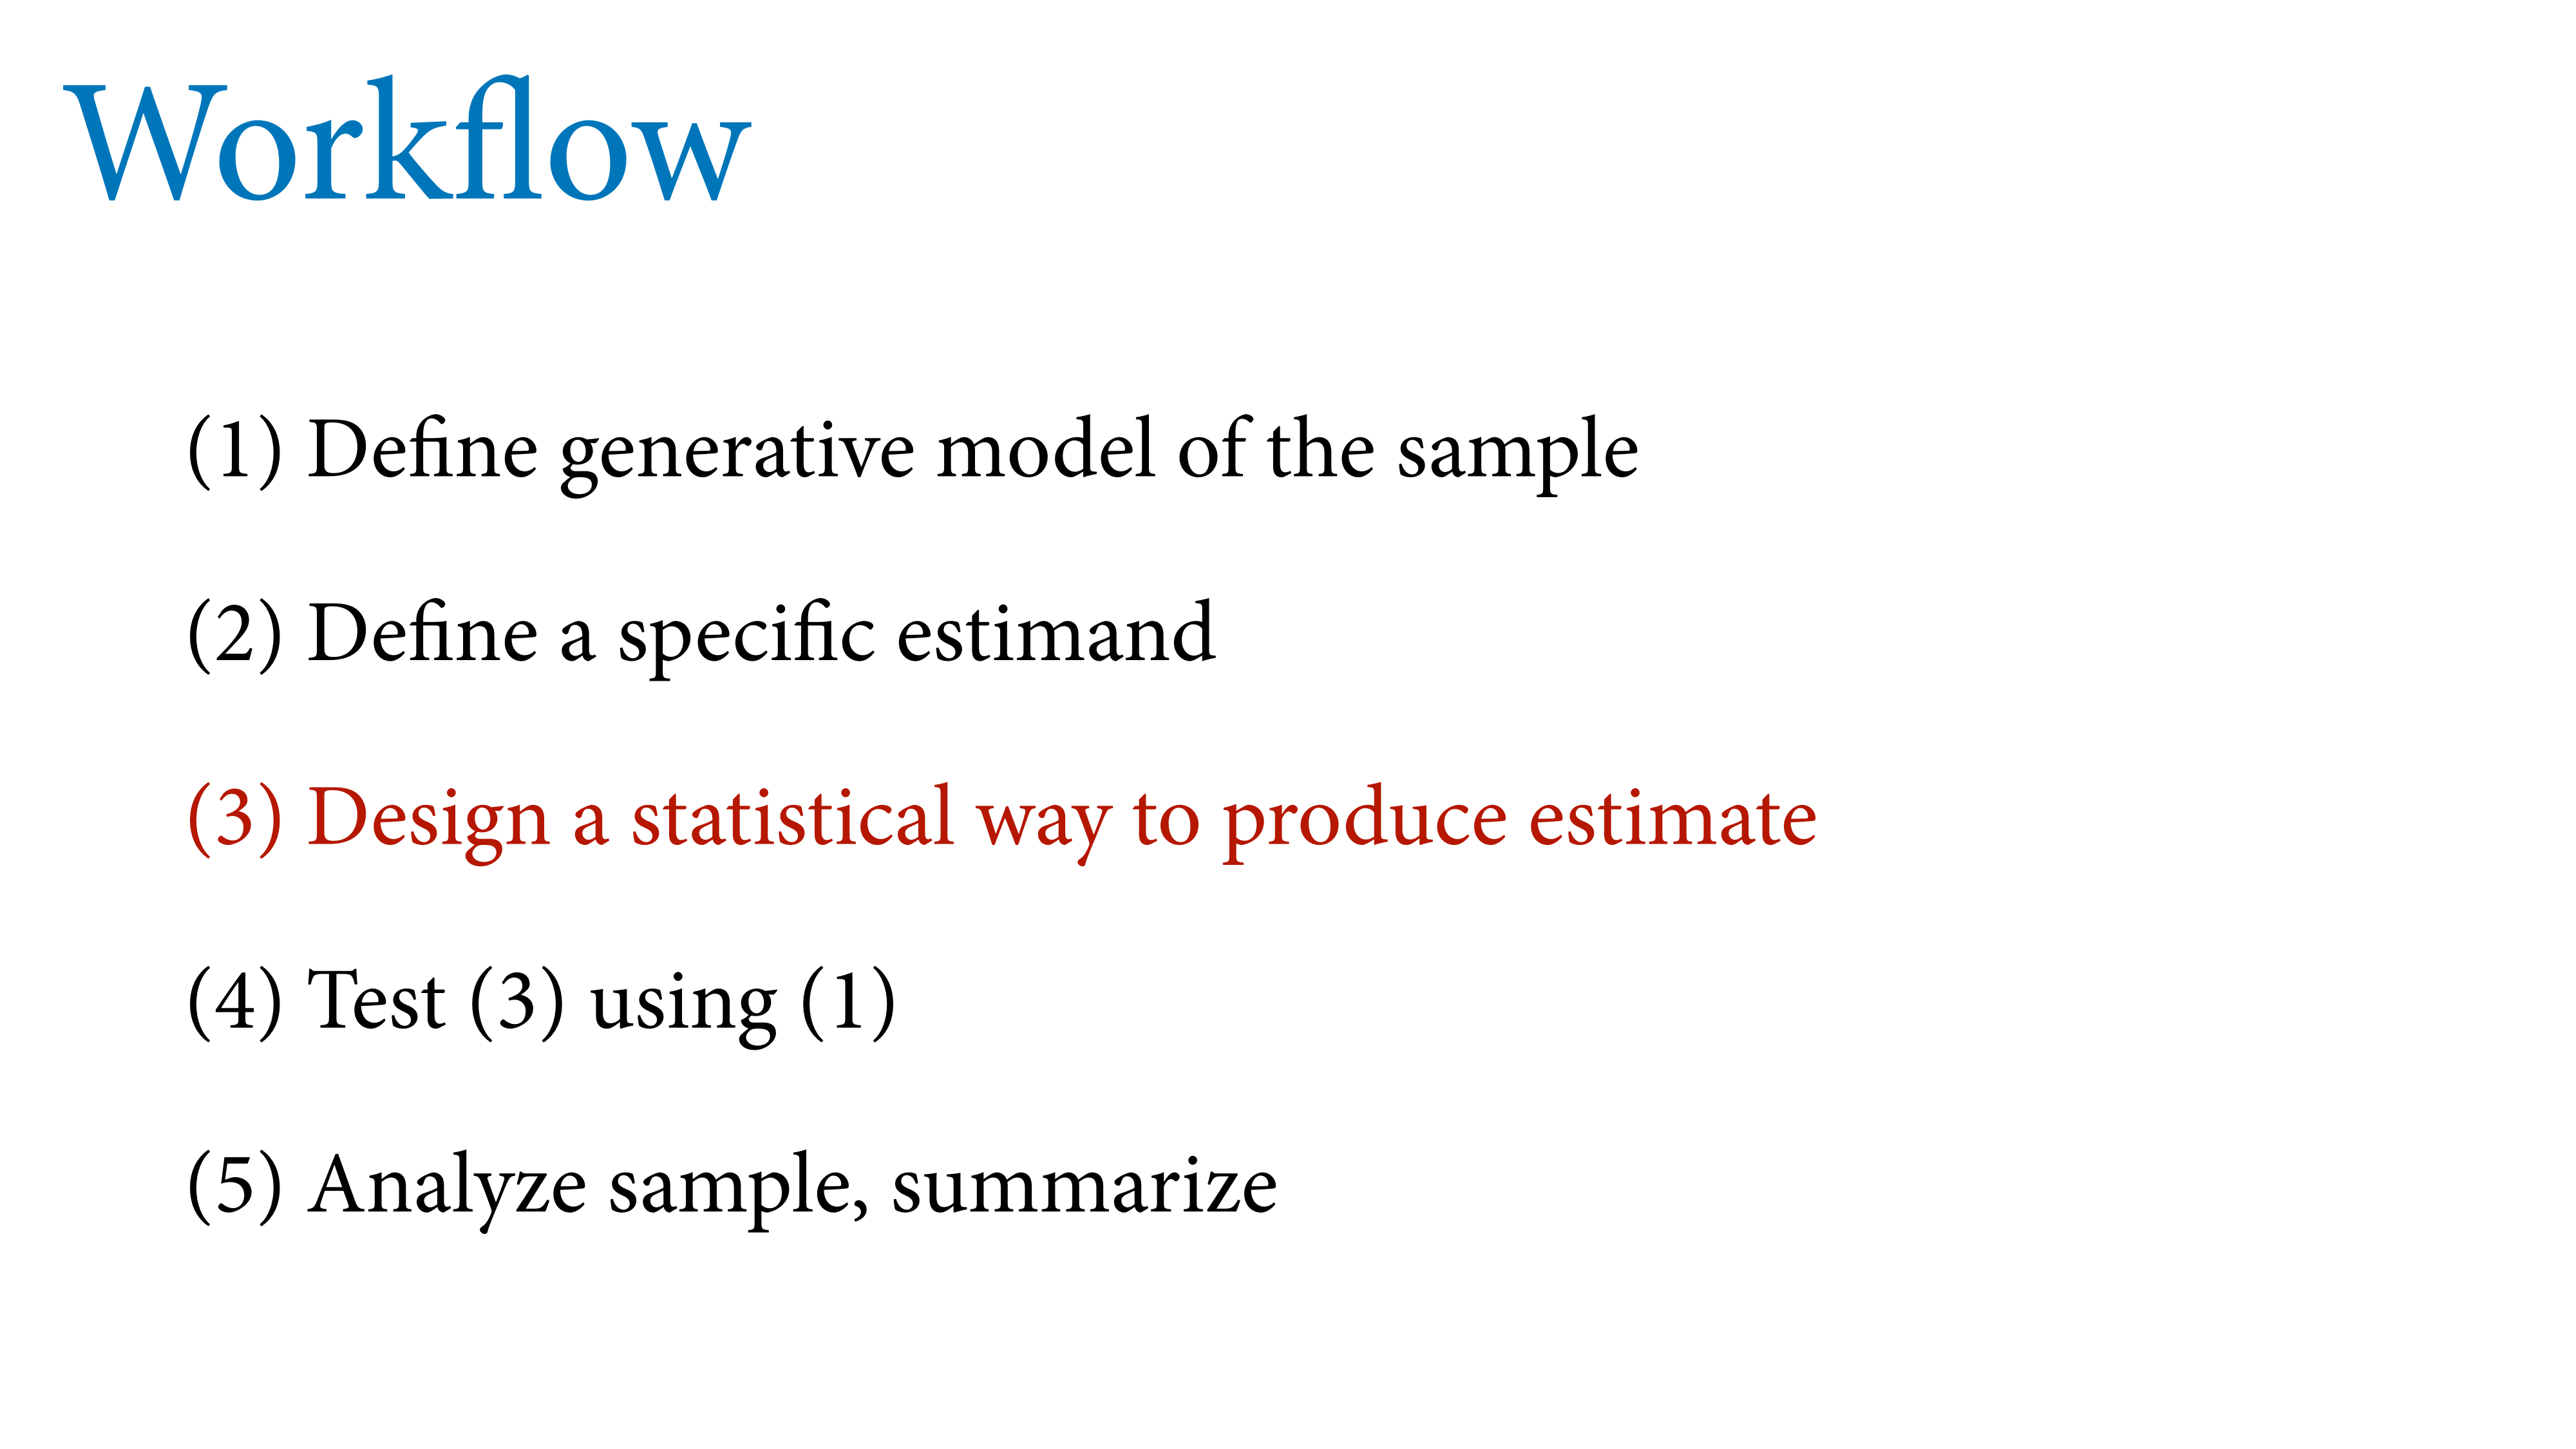 Workflow
(1) Define generative model of the sample
(2) Define a specific estimand
(3) Design a statistical way to produce estimate
(4) Test (3) using (1)
(5) Analyze sample, summarize